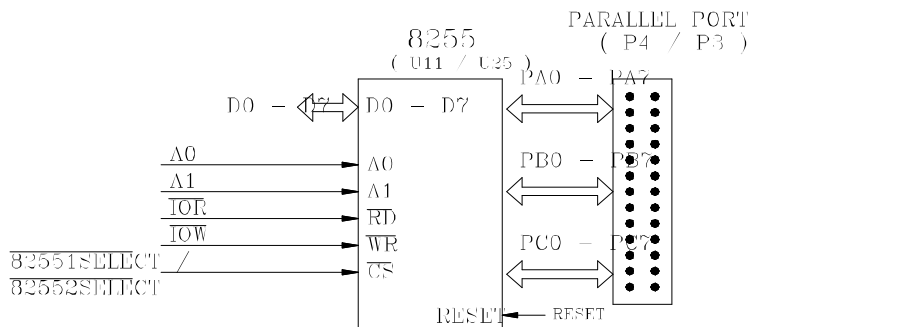 PARALLEL PORT
( P4 / P3 )
8255
( U11 / U25 )
PA0 - PA7
D0 - D7
D0 - D7
A0
A0
PB0 - PB7
A1
A1
IOR
RD
IOW
WR
PC0 - PC7
82551SELECT /
CS
82552SELECT
RESET
RESET